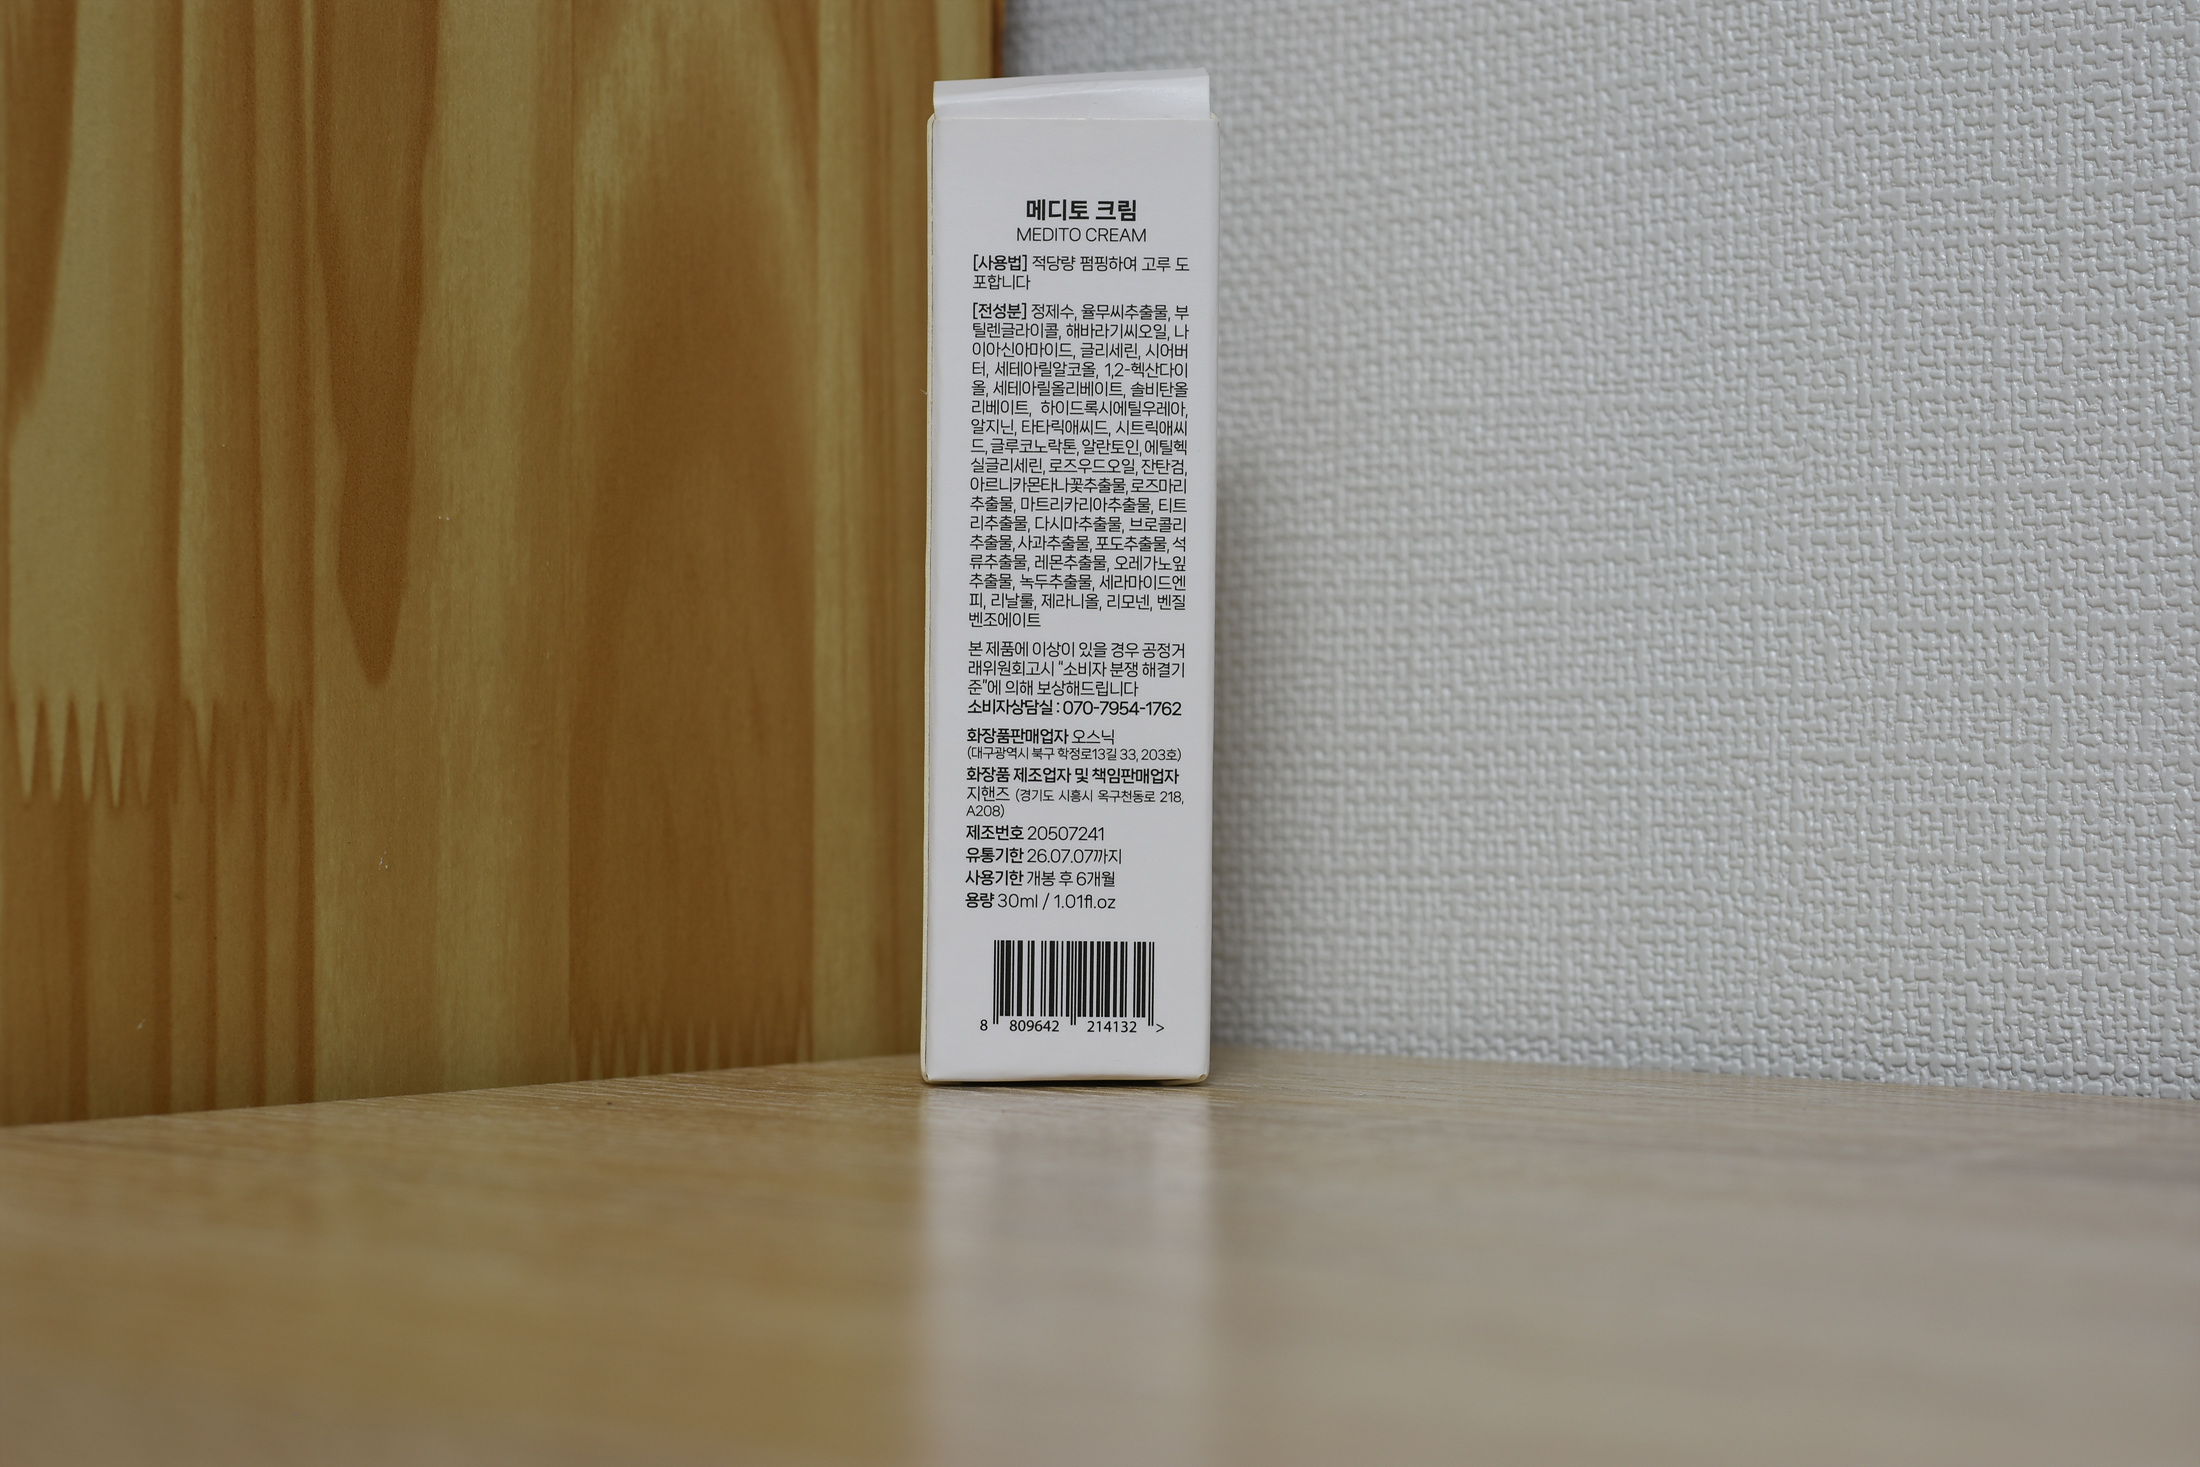 메디토 크림
MEDITO CREAM
[사용법] 적당량 펌핑하여 고루 도
포합니다
[전성분] 정제수, 율무씨추출물, 부
틸렌글라이콜, 해바라기씨오일, 나
이아신아마이드, 글리세린, 시어버
터, 세테아릴알코올, 1,2-헥산다이
올, 세테아릴올리베이트, 솔비탄올
리베이트, 하이드록시에틸우레아,
알지닌, 타타릭애씨드, 시트릭애씨
드, 글루코노락톤, 알란토인, 에틸헥
실글리세린, 로즈우드오일, 잔탄검,
아르니카몬타나꽃추출물, 로즈마리
추출물, 마트리카리아추출물, 티트
리추출물, 다시마추출물, 브로콜리
추출물, 사과추출물, 포도추출물, 석
류추출물, 레몬추출물, 오레가노잎
추출물, 녹두추출물, 세라마이드엔
피, 리날룰, 제라니올, 리모넨, 벤질
벤조에이트
본 제품에 이상이 있을 경우 공정거
래위원회고시 “소비자 분쟁 해결기
준”에 의해 보상해드립니다
소비자상담실 : 070-7954-1762
화장품판매업자 오스닉
(대구광역시 북구 학정로13길 33, 203호)
화장품 제조업자 및 책임판매업자
지핸즈 (경기도 시흥시 옥구천동로 218,
A208)
제조번호 20507241
유통기한 26.07.07까지
사용기한 개봉 후 6개월
용량 30ml / 1.01fl.oz
8 809642 214132 >